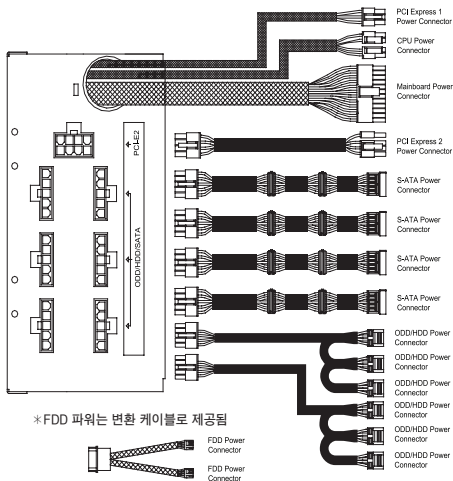 PCI Express 1
Power Connector
CPU Power
Connector
Mainboard Power
Connector
PCI-E2
PCI Express 2
Power Connector
ODD/HDD/SATA
S-ATA Power
Connector
S-ATA Power
Connector
S-ATA Power
Connector
S-ATA Power
Connector
ODD/HDD Power
Connector
ODD/HDD Power
Connector
ODD/HDD Power
Connector
ODD/HDD Power
Connector
ODD/HDD Power
Connector
ODD/HDD Power
Connector
✳FDD 파워는 변환 케이블로 제공됨
FDD Power
Connector
FDD Power
Connector